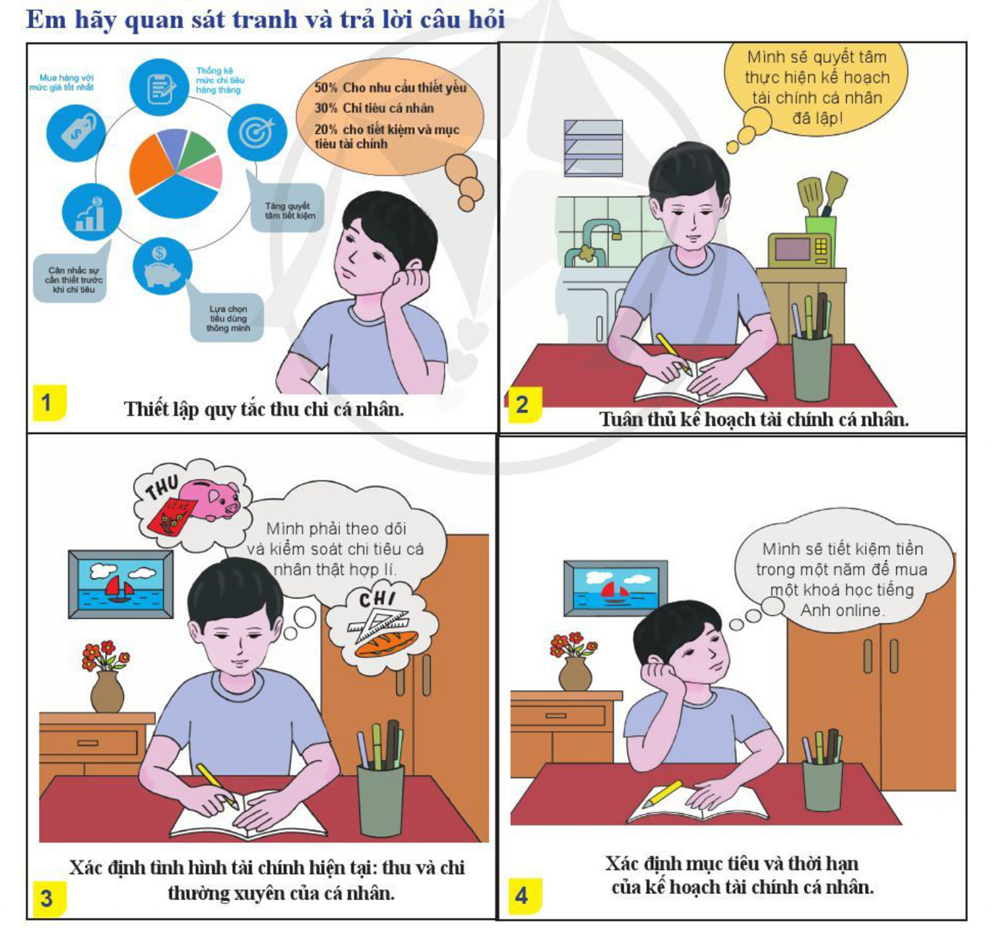 Em hãy quan sát tranh và trả lời câu hỏi
Mua hàng với
mức giá tốt nhất
Thống kê
mức chi tiêu
hàng tháng
50% Cho nhu cầu thiết yếu
30% Chi tiêu cá nhân
20% cho tiết kiệm và mục
tiêu tài chính
Tăng quyết
tâm tiết kiệm
Cân nhắc sự
cần thiết trước
khi chi tiêu
Lựa chọn
tiêu dùng
thông minh
1
Thiết lập quy tắc thu chi cá nhân.
Mình sẽ quyết tâm
thực hiện kế hoạch
tài chính cá nhân
đã lập!
2
Tuân thủ kế hoạch tài chính cá nhân.
THU
LÌ XÌ
Mình phải theo dõi
và kiểm soát chi tiêu cá
nhân thật hợp lí.
CHI
Xác định tình hình tài chính hiện tại: thu và chi
thường xuyên của cá nhân.
3
Mình sẽ tiết kiệm tiền
trong một năm để mua
một khoá học tiếng
Anh online.
Xác định mục tiêu và thời hạn
của kế hoạch tài chính cá nhân.
4